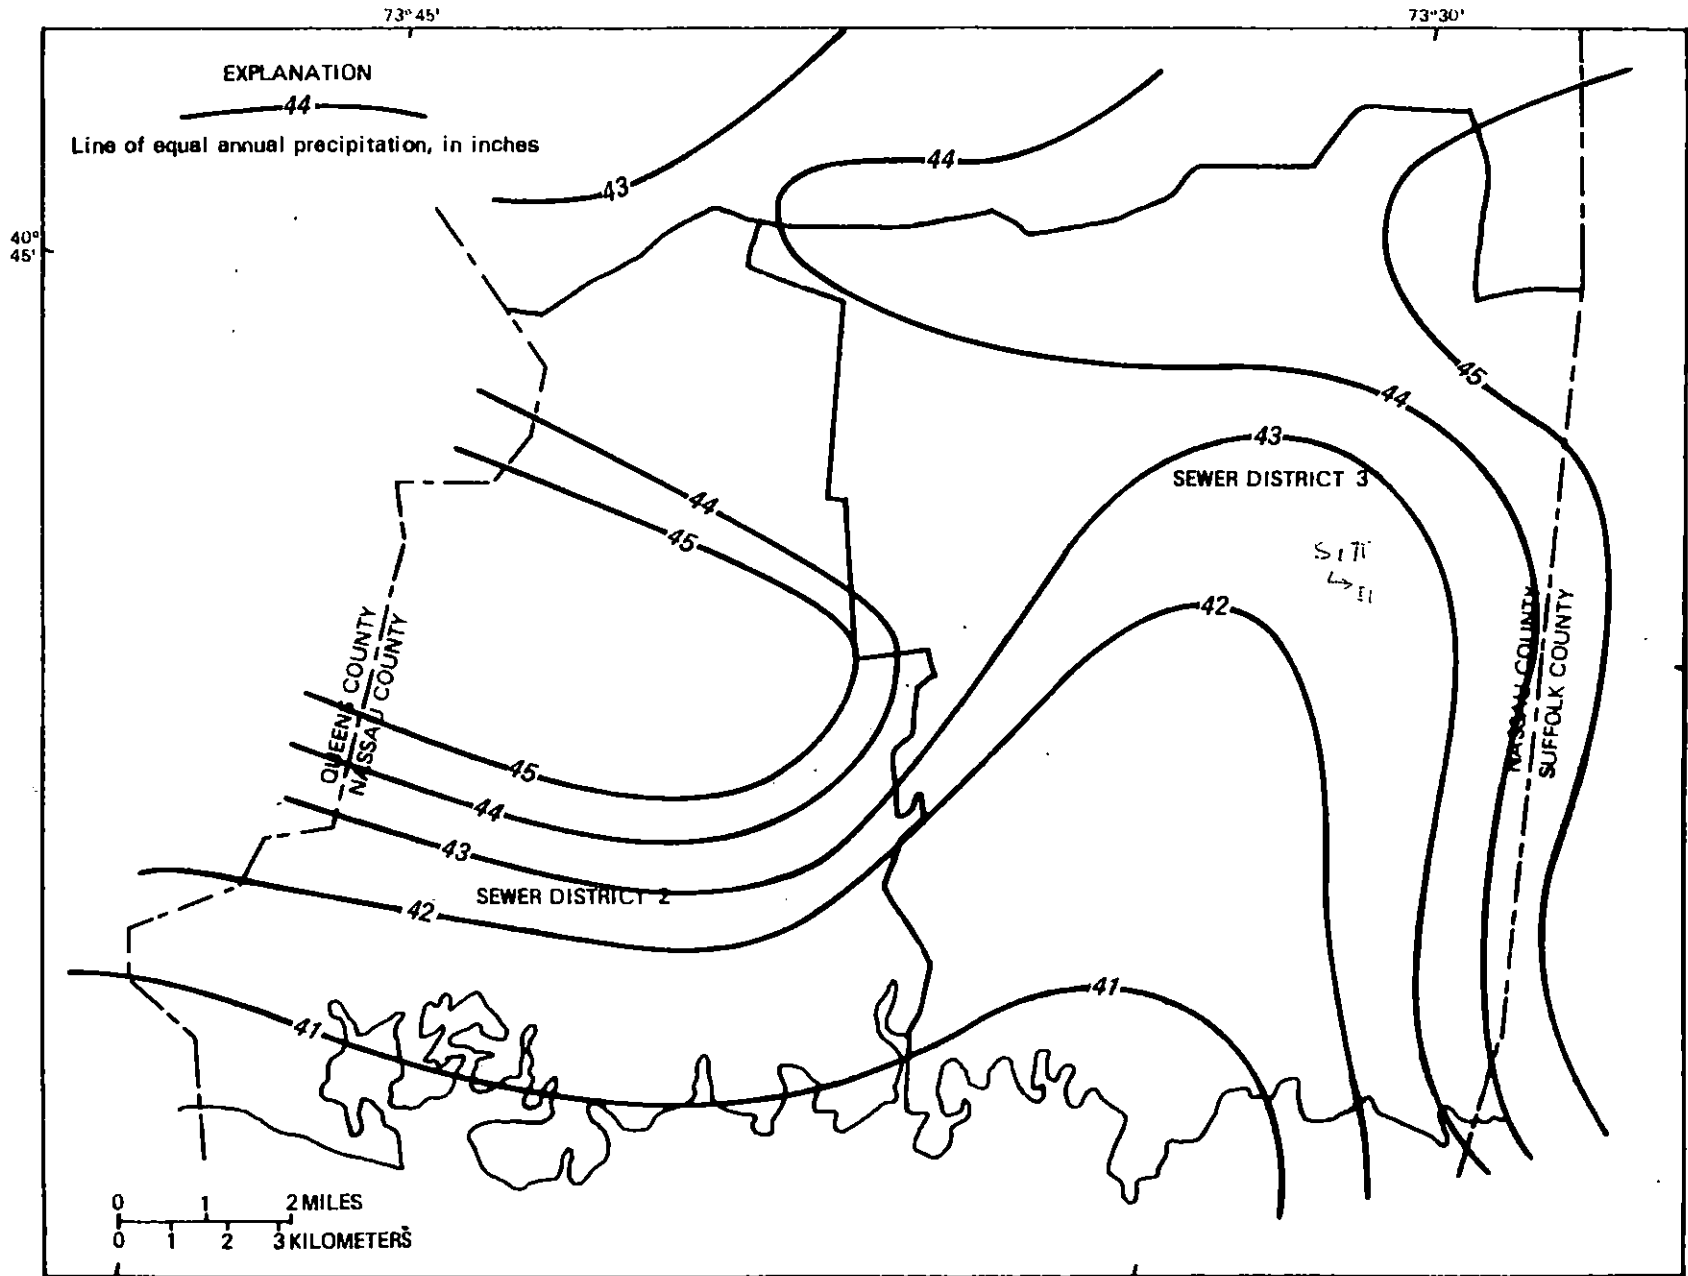 73°45'
73°30'
EXPLANATION
44
Line of equal annual precipitation, in inches
43
44
40°
45'
45
44
43
SEWER DISTRICT 3
44
45
42
QUEENS COUNTY
NASSAU COUNTY
NASSAU COUNTY
SUFFOLK COUNTY
45
44
43
SEWER DISTRICT 2
42
41
41
0 1 2 MILES
0 1 2 3 KILOMETERS